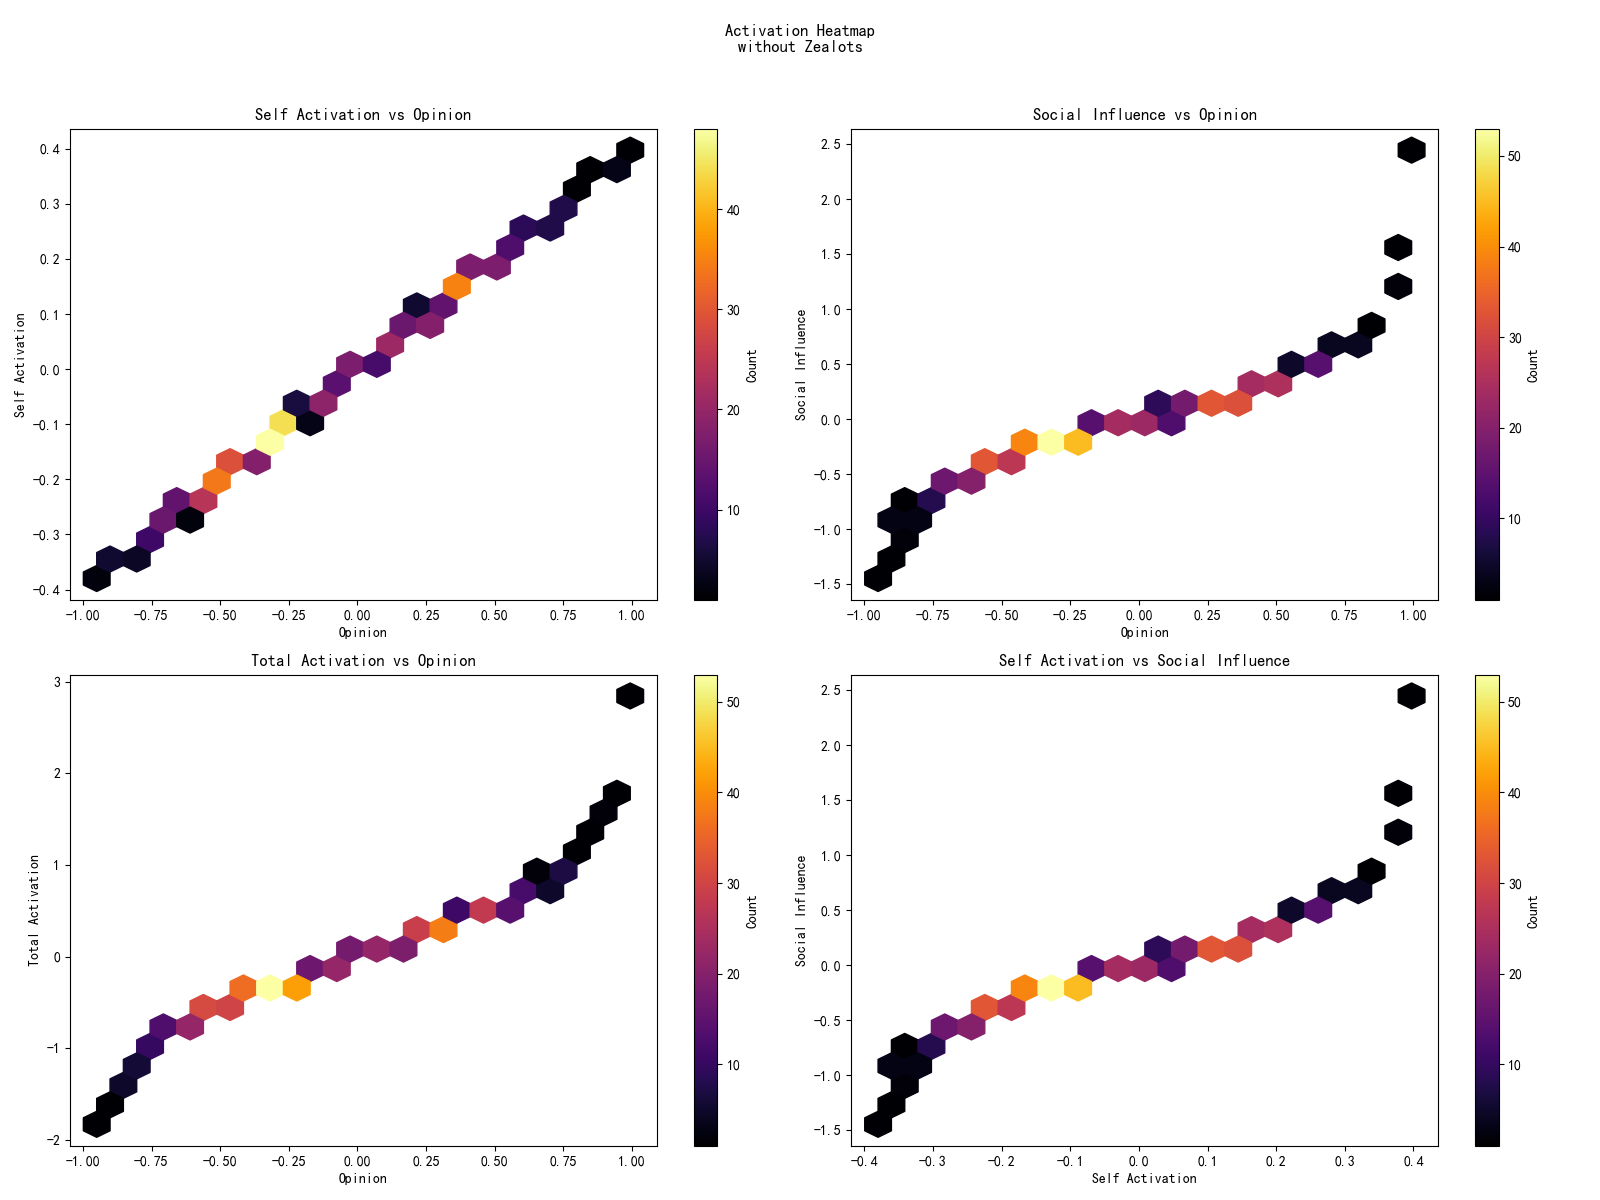 Activation Heatmap
without Zealots
Self Activation vs Opinion
Self Activation
0.4
0.3
0.2
0.1
0.0
−0.1
−0.2
−0.3
−0.4
−1.00 −0.75 −0.50 −0.25 0.00 0.25 0.50 0.75 1.00
Opinion
40
30
20
10
Count
Social Influence vs Opinion
Social Influence
2.5
2.0
1.5
1.0
0.5
0.0
−0.5
−1.0
−1.5
−1.00 −0.75 −0.50 −0.25 0.00 0.25 0.50 0.75 1.00
Opinion
50
40
30
20
10
Count
Total Activation vs Opinion
Total Activation
3
2
1
0
−1
−2
−1.00 −0.75 −0.50 −0.25 0.00 0.25 0.50 0.75 1.00
Opinion
50
40
30
20
10
Count
Self Activation vs Social Influence
Social Influence
2.5
2.0
1.5
1.0
0.5
0.0
−0.5
−1.0
−1.5
−0.4 −0.3 −0.2 −0.1 0.0 0.1 0.2 0.3 0.4
Self Activation
50
40
30
20
10
Count